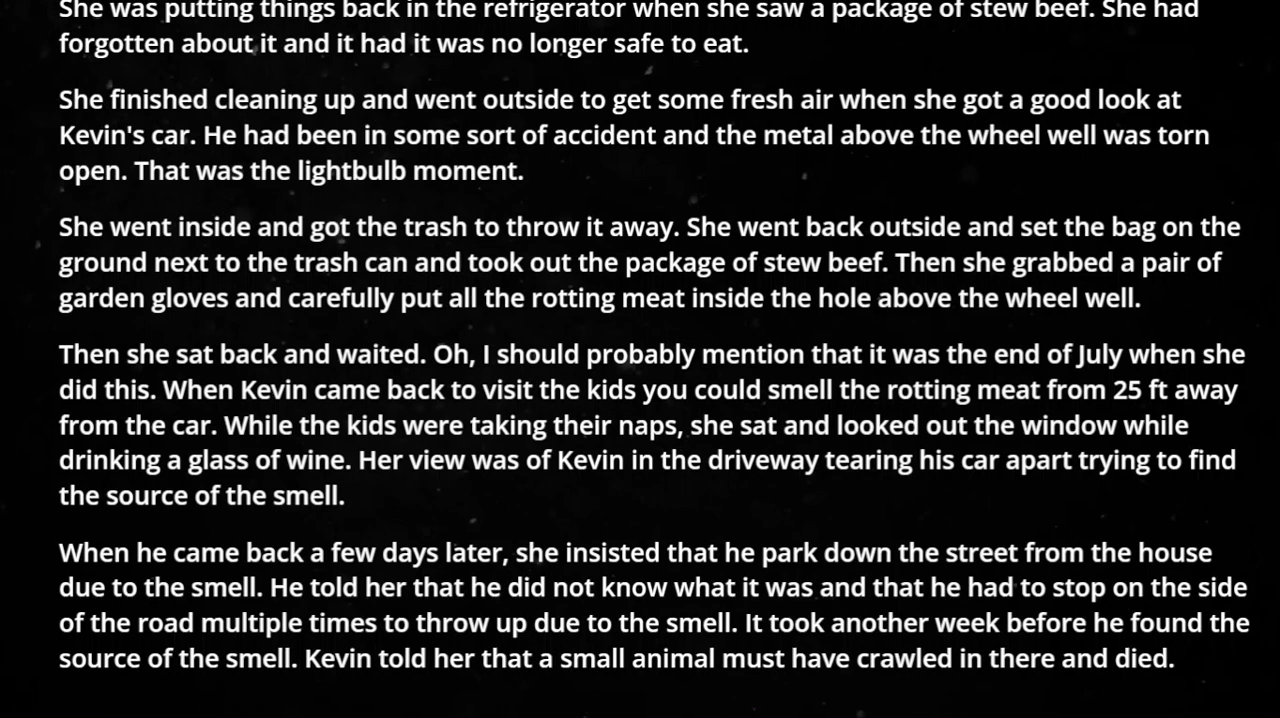 She was putting things back in the refrigerator when she saw a package of stew beef. She had
forgotten about it and it had it was no longer safe to eat.
She finished cleaning up and went outside to get some fresh air when she got a good look at
Kevin's car. He had been in some sort of accident and the metal above the wheel well was torn
open. That was the lightbulb moment.
She went inside and got the trash to throw it away. She went back outside and set the bag on the
ground next to the trash can and took out the package of stew beef. Then she grabbed a pair of
garden gloves and carefully put all the rotting meat inside the hole above the wheel well.
Then she sat back and waited. Oh, I should probably mention that it was the end of July when she
did this. When Kevin came back to visit the kids you could smell the rotting meat from 25 ft away
from the car. While the kids were taking their naps, she sat and looked out the window while
drinking a glass of wine. Her view was of Kevin in the driveway tearing his car apart trying to find
the source of the smell.
When he came back a few days later, she insisted that he park down the street from the house
due to the smell. He told her that he did not know what it was and that he had to stop on the side
of the road multiple times to throw up due to the smell. It took another week before he found the
source of the smell. Kevin told her that a small animal must have crawled in there and died.